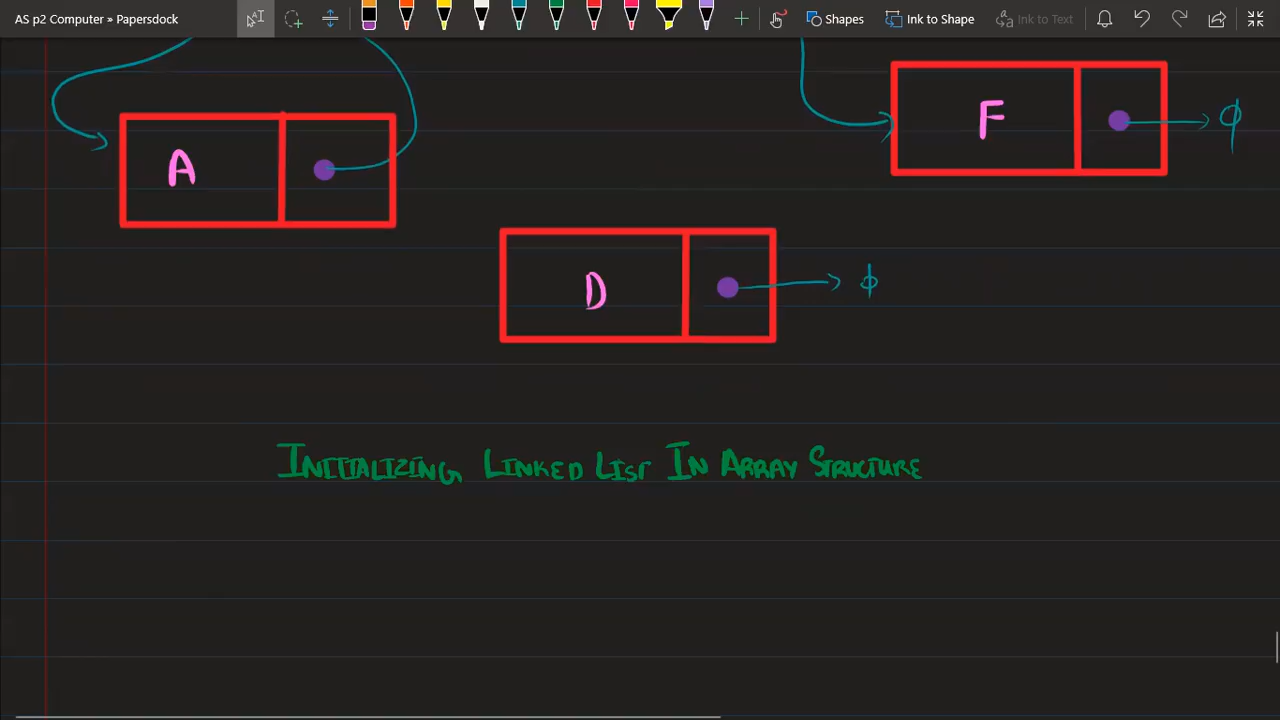 AS p2 Computer » Papersdock
Shapes
Ink to Shape
Ink to Text
A
F
ϕ
D
ϕ
INITIALIZING LINKED LIST IN ARRAY STRUCTURE